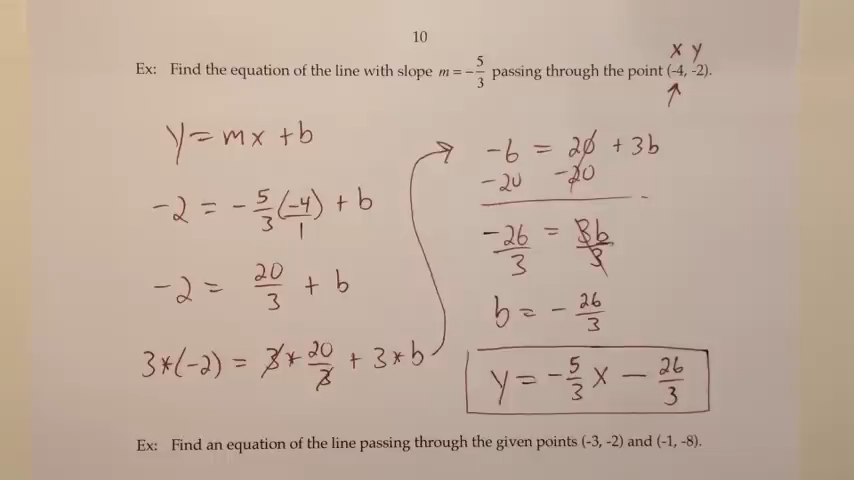 10
x y
Ex: Find the equation of the line with slope m = -5/3 passing through the point (-4, -2).
y = mx + b
-2 = -5/3 (-4/1) + b
-2 = 20/3 + b
3*(-2) = 3 * 20/3 + 3 * b
-6 = 20 + 3b
-20 -20
-26/3 = 3b/3
b = -26/3
y = -5/3 x - 26/3
Ex: Find an equation of the line passing through the given points (-3, -2) and (-1, -8).